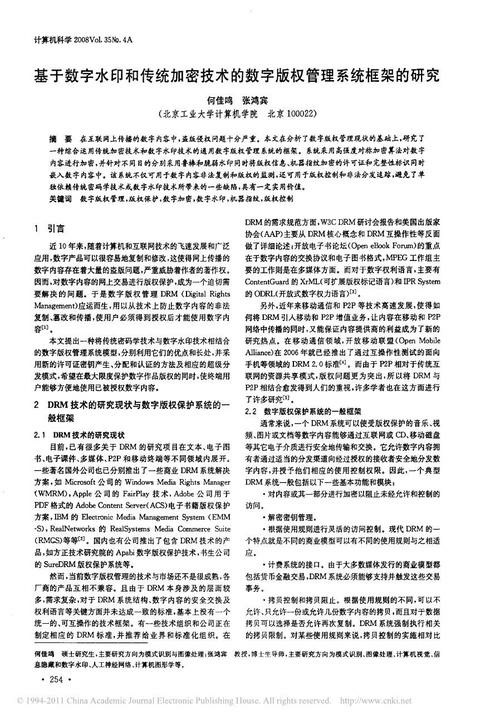 计算机科学 2008Vol. 35No. 4A
基于数字水印和传统加密技术的数字版权管理系统框架的研究
何佳鸣 张鸿宾
(北京工业大学计算机学院 北京 100022)
摘 要 在互联网上传播的数字内容中,盗版侵权问题十分严重。本文在分析了数字版权管理现状的基础上,研究了
一种综合运用传统加密技术和数字水印技术的通用数字版权管理系统的框架。系统采用高强度对称加密算法对数字
内容进行加密,并针对不同目的分别采用鲁棒和脆弱水印同时将版权信息、机器指纹加密的许可证和完整性标识同时
嵌入数字内容中。该系统不仅可用于数字内容非法复制和版权的监测,还可用于版权控制和非法分发追踪,避免了单
独依赖传统密码学技术或数字水印技术所带来的一些缺陷,具有一定实用价值。
关键词 数字版权管理,版权保护,数字加密,数字水印,机器指纹,版权控制
1 引言
近 10 年来,随着计算机和互联网技术的飞速发展和广泛
应用,数字产品可以很容易地复制和修改,这使得网上传播的
数字内容存在着大量的盗版问题,严重威胁着作者的著作权。
因而,对数字内容的网上交易进行版权保护,成为一个迫切需
要解决的问题。于是数字版权管理 DRM (Digital Rights
Management)应运而生,用以从技术上防止数字内容的非法
复制、篡改和传播,使用户必须得到授权后才能使用数字内
容[1]。
本文提出一种将传统密码学技术与数字水印技术相结合
的数字版权管理系统模型,分别利用它们的优点和长处,并采
用新的许可证密钥产生、分配和认证的方法及相应的超级分
发模式,希望在最大限度保护数字产品版权的同时,使终端用
户能够方便地使用已被授权数字内容。
2 DRM 技术的研究现状与数字版权保护系统的一
般框架
2.1 DRM 技术的研究现状
目前,已有很多关于 DRM 的研究项目在文本、电子图
书、电子课件、多媒体、P2P 和移动终端等不同领域内展开。
一些著名国外公司也已分别推出了一些商业 DRM 系统解决
方案,如 Microsoft 公司的 Windows Media Rights Manager
(WMRM),Apple 公司的 FairPlay 技术,Adobe 公司用于
PDF 格式的 Adobe Content Server(ACS)电子书籍版权保护
方案,IBM 的 Electronic Media Management System (EMM
-S),RealNetworks 的 RealSystems Media Commerce Suite
(RMCS)等等[2]。国内也有公司推出了包含 DRM 技术的产
品,如方正技术研究院的 Apabi 数字版权保护技术,书生公司
的 SureDRM 版权保护系统等。
然而,当前数字版权管理的技术与市场还不是很成熟,各
厂商的产品互相不兼容。且由于 DRM 本身涉及的层面较
多,需求复杂,对于 DRM 系统结构、数字内容的安全交换及
权利语言等关键方面并未达成一致的标准,基本上没有一个
统一的、可互操作的技术框架。有一些技术组织和公司正在
制定相应的 DRM 标准,并推荐给业界和标准化组织。在
DRM 的需求规范方面,W3C DRM 研讨会报告和美国出版家
协会(AAP)主要从 DRM 核心概念和 DRM 互操作性等反面
做了详细论述;开放电子书论坛(Open eBook Forum)的重点
在于数字内容的交换协议和电子图书格式,MPEG 工作组主
要的工作则是在多媒体方面。而对于数字权利语言,主要有
ContentGuard 的 XrML(可扩展版权标记语言)和 IPR System
的 ODRL(开放式数字权力语言)[3]。
另外,近年来移动通信和 P2P 等技术高速发展,使得如
何将 DRM 引入移动和 P2P 增值业务,让内容在移动和 P2P
网络中传播的同时,又能保证内容提供商的利益成为了新的
研究热点。在移动通信领域,开放移动联盟(Open Mobile
Alliance)在 2006 年就已经推出了通过互操作性测试的面向
手机等领域的 DRM 2.0 标准[4]。而由于 P2P 相对于传统互
联网的资源共享模式,版权问题更为突出,所以将 DRM 与
P2P 相结合愈发得到人们的重视,许多学者也在这方面进行
了许多研究[5]。
2.2 数字版权保护系统的一般框架
通常来说,一个 DRM 系统可以使受版权保护的音乐、视
频、图片或文档等数字内容能够通过互联网或 CD、移动磁盘
等其它电子介质进行安全地传输和交换。它允许数字内容拥
有者通过适当的分发渠道向经过授权的接收者安全地分发数
字内容,并授予他们相应的使用控制权限。因此,一个典型
DRM 系统一般包括以下一些基本功能和模块:
·对内容或其一部分进行加密以阻止未经允许和控制的
访问。
·解密密钥管理。
·根据使用规则进行灵活的访问控制。现代 DRM 的一
个特点就是不同的商业模型可以有不同的使用规则与之相适
应。
·计费系统的接口。由于大多数媒体发行的商业模型都
包括货币金融交易,DRM 系统必须能够支持并触发这些交易
事务。
·拷贝控制和拷贝阻止。根据使用规则的不同,可以不
允许、只允许一份或允许几份数字内容的拷贝,而且对于数据
拷贝可以选择是否允许再次复制。DRM 系统强制执行相关
的拷贝限制。对某些使用规则来说,拷贝控制的实施相对比
何佳鸣 硕士研究生,主要研究方向为模式识别与图像处理;张鸿宾 教授,博士生导师,主要研究方向为模式识别、图像处理、计算机视觉、信
息隐藏和数字水印、人工神经网络、计算机图形学等。
· 254 ·
© 1994-2011 China Academic Journal Electronic Publishing House. All rights reserved. http://www.cnki.net